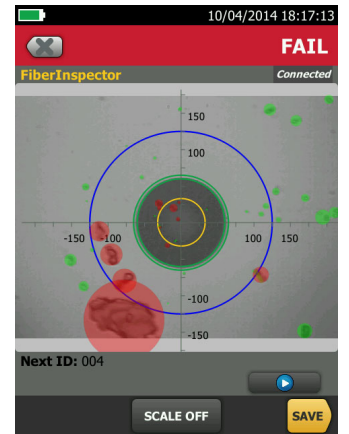 10/04/2014 18:17:13
FAIL
FiberInspector
Connected
150
100
-150 -100 100 150
-100
-150
Next ID: 004
SCALE OFF
SAVE